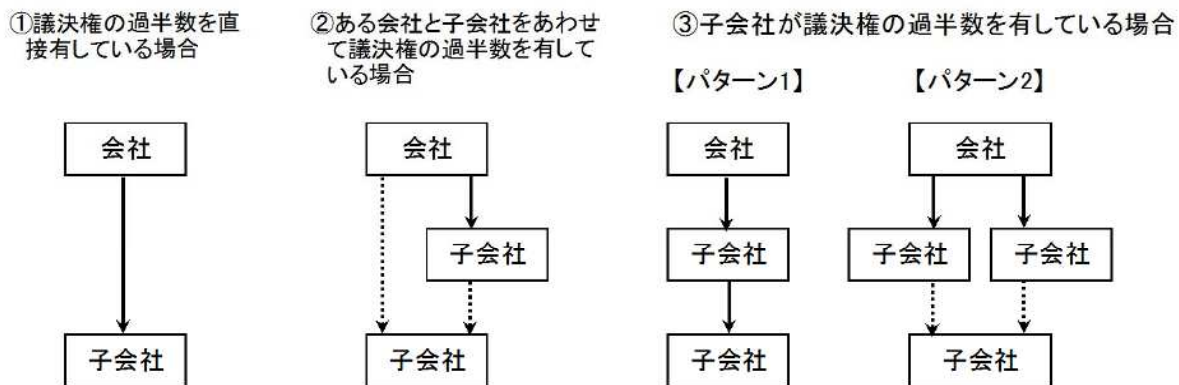 ①議決権の過半数を直
接有している場合
②ある会社と子会社をあわせ
て議決権の過半数を有して
いる場合
③子会社が議決権の過半数を有している場合
【パターン1】
【パターン2】
会社
子会社
会社
子会社
子会社
会社
子会社
子会社
会社
子会社
子会社
子会社